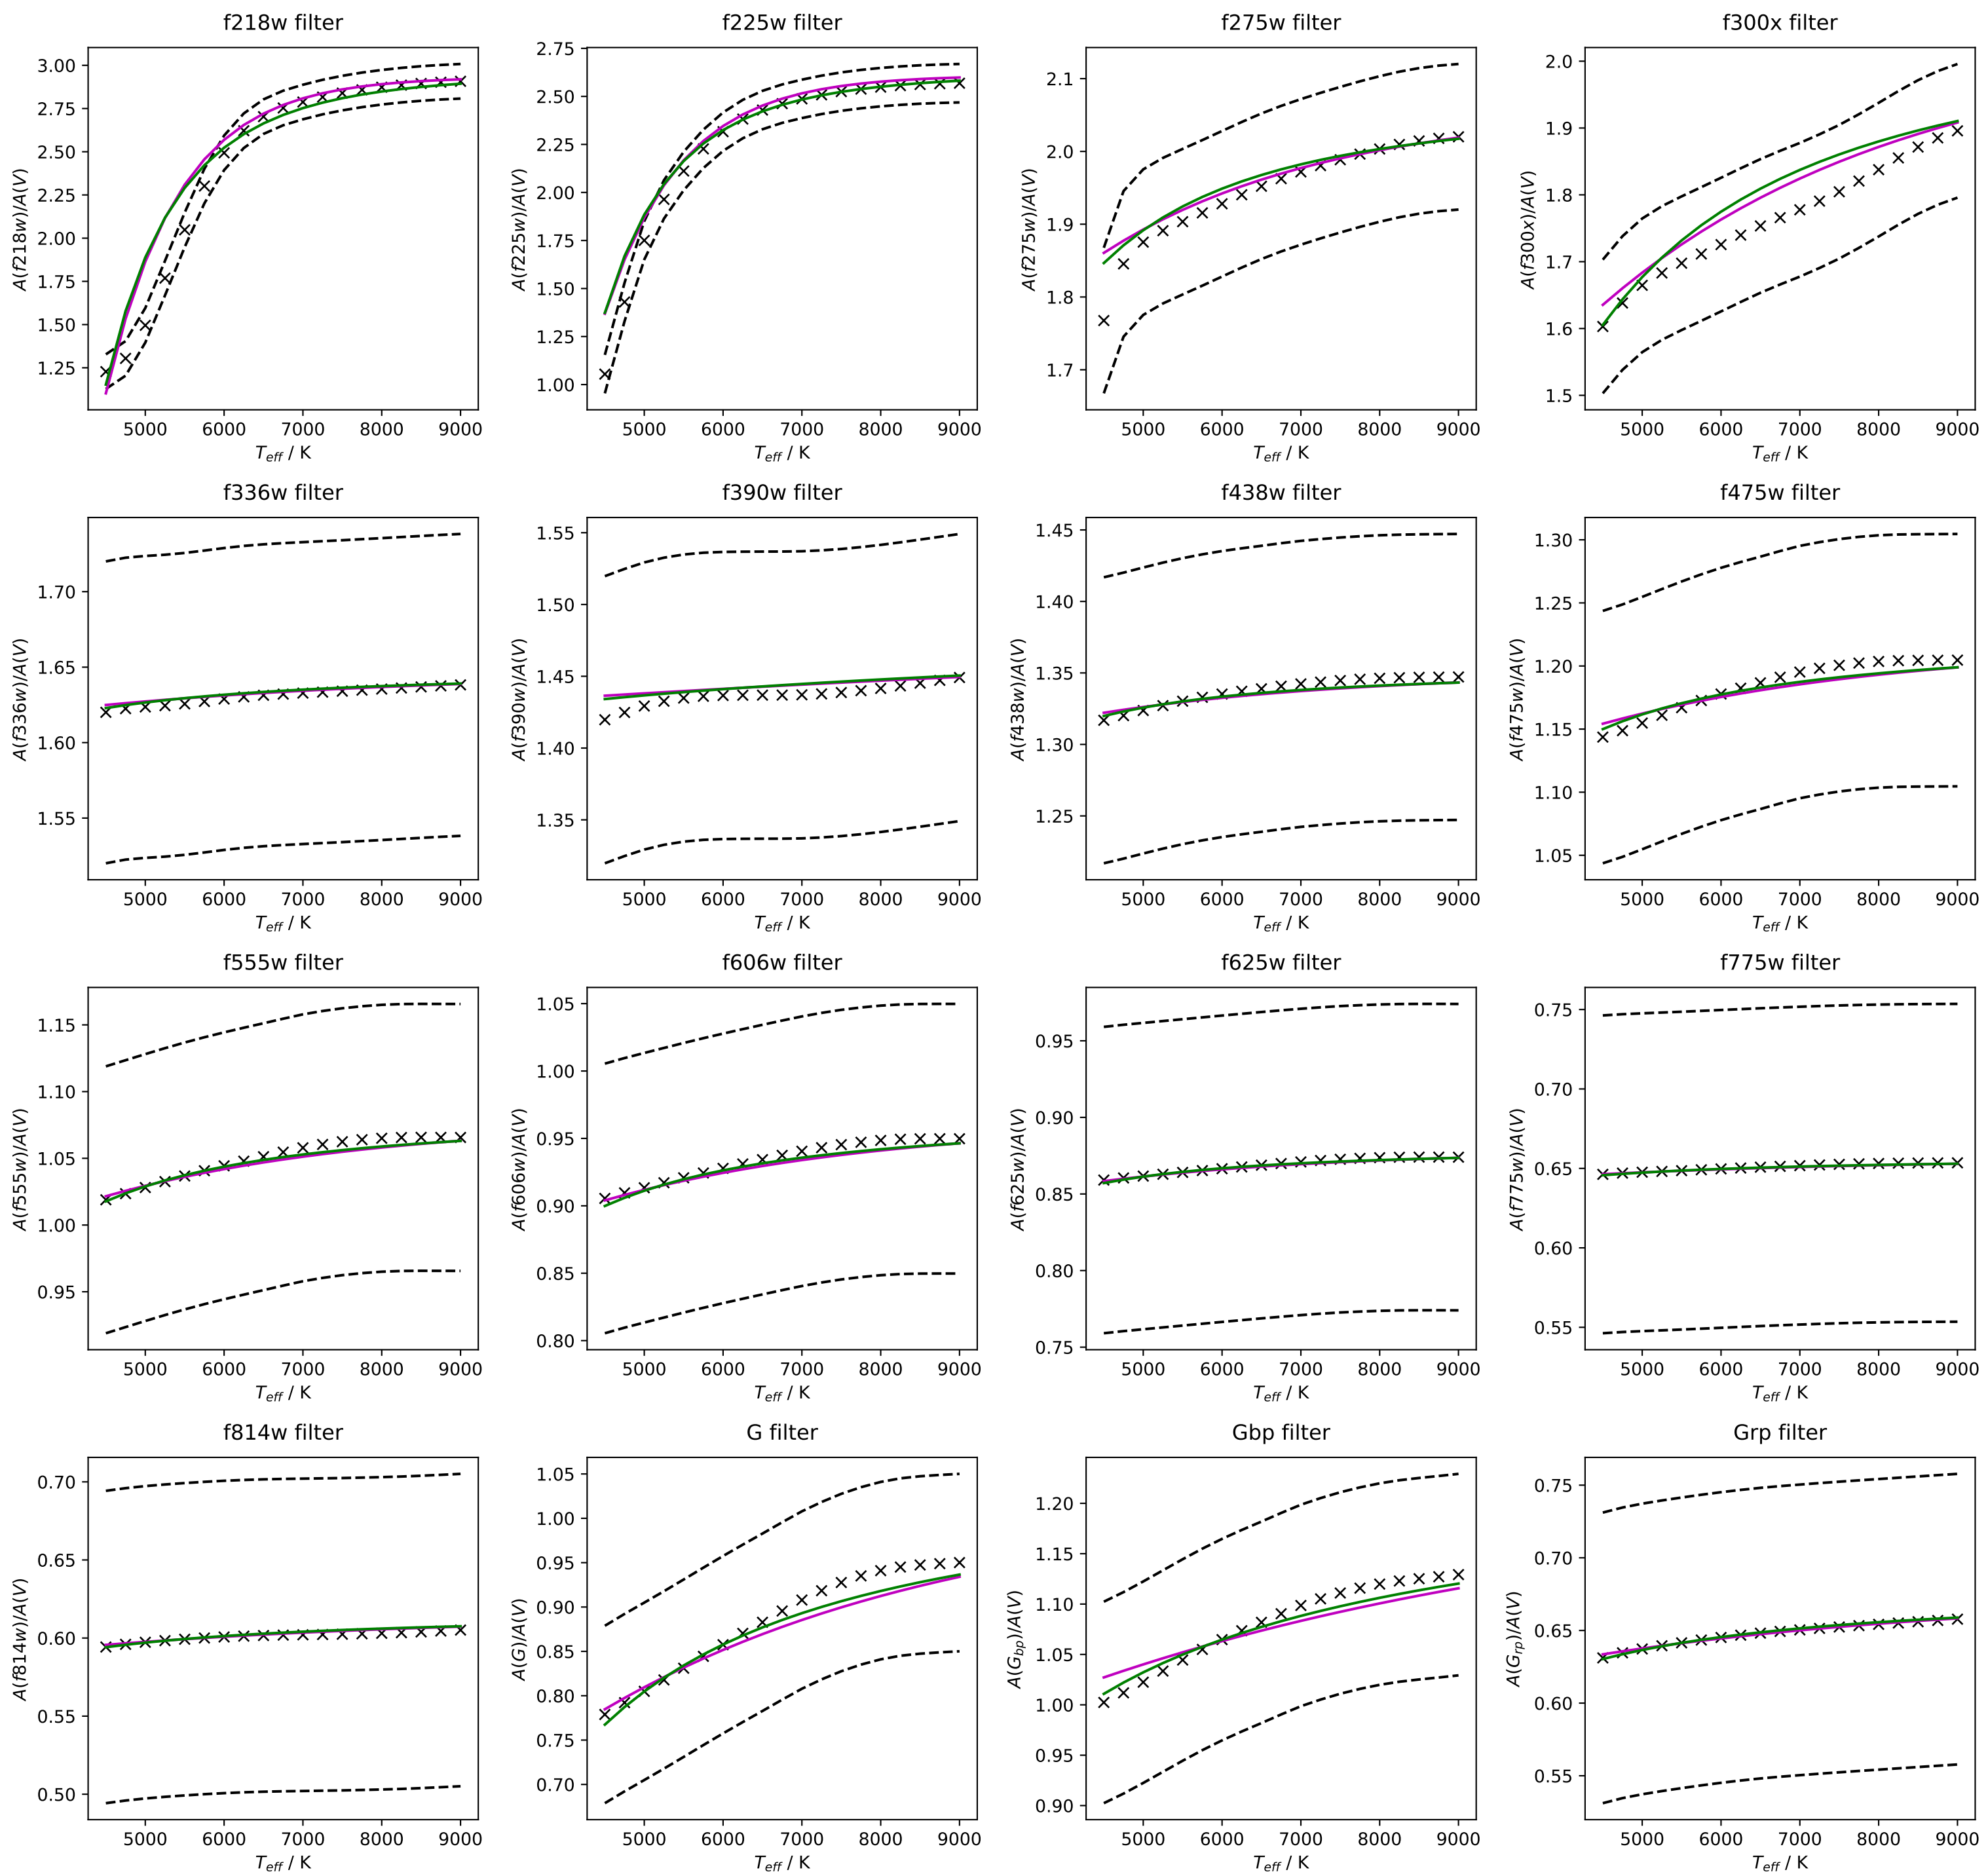 f218w filter
3.00
2.75
2.50
2.25
2.00
1.75
1.50
1.25
A(f218w)/A(V)
5000 6000 7000 8000 9000
T_eff / K
f225w filter
2.75
2.50
2.25
2.00
1.75
1.50
1.25
1.00
A(f225w)/A(V)
5000 6000 7000 8000 9000
T_eff / K
f275w filter
2.1
2.0
1.9
1.8
1.7
A(f275w)/A(V)
5000 6000 7000 8000 9000
T_eff / K
f300x filter
2.0
1.9
1.8
1.7
1.6
1.5
A(f300x)/A(V)
5000 6000 7000 8000 9000
T_eff / K
f336w filter
1.70
1.65
1.60
1.55
A(f336w)/A(V)
5000 6000 7000 8000 9000
T_eff / K
f390w filter
1.55
1.50
1.45
1.40
1.35
A(f390w)/A(V)
5000 6000 7000 8000 9000
T_eff / K
f438w filter
1.45
1.40
1.35
1.30
1.25
A(f438w)/A(V)
5000 6000 7000 8000 9000
T_eff / K
f475w filter
1.30
1.25
1.20
1.15
1.10
1.05
A(f475w)/A(V)
5000 6000 7000 8000 9000
T_eff / K
f555w filter
1.15
1.10
1.05
1.00
0.95
A(f555w)/A(V)
5000 6000 7000 8000 9000
T_eff / K
f606w filter
1.05
1.00
0.95
0.90
0.85
0.80
A(f606w)/A(V)
5000 6000 7000 8000 9000
T_eff / K
f625w filter
0.95
0.90
0.85
0.80
0.75
A(f625w)/A(V)
5000 6000 7000 8000 9000
T_eff / K
f775w filter
0.75
0.70
0.65
0.60
0.55
A(f775w)/A(V)
5000 6000 7000 8000 9000
T_eff / K
f814w filter
0.70
0.65
0.60
0.55
0.50
A(f814w)/A(V)
5000 6000 7000 8000 9000
T_eff / K
G filter
1.05
1.00
0.95
0.90
0.85
0.80
0.75
0.70
A(G)/A(V)
5000 6000 7000 8000 9000
T_eff / K
Gbp filter
1.20
1.15
1.10
1.05
1.00
0.95
0.90
A(G_bp)/A(V)
5000 6000 7000 8000 9000
T_eff / K
Grp filter
0.75
0.70
0.65
0.60
0.55
A(G_rp)/A(V)
5000 6000 7000 8000 9000
T_eff / K